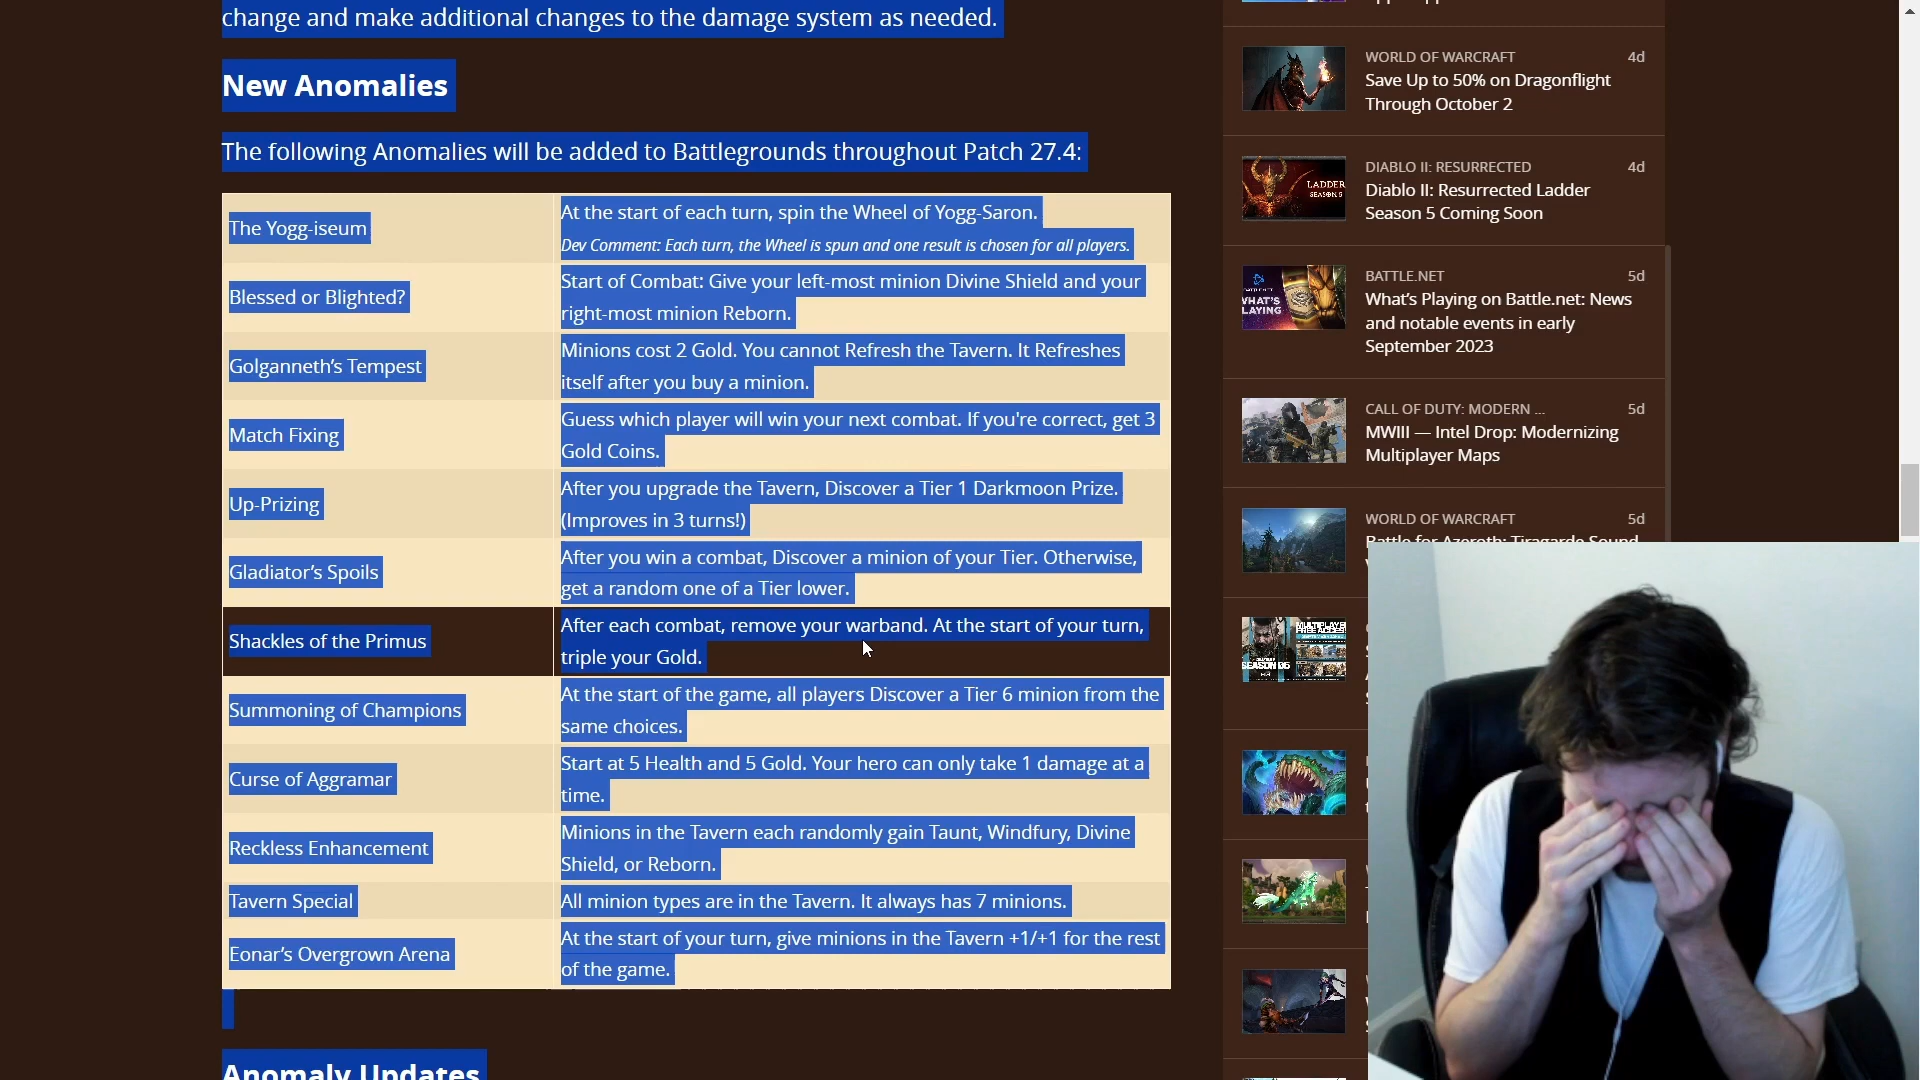 change and make additional changes to the damage system as needed.
New Anomalies
The following Anomalies will be added to Battlegrounds throughout Patch 27.4:
The Yogg-iseum
At the start of each turn, spin the Wheel of Yogg-Saron.
Dev Comment: Each turn, the Wheel is spun and one result is chosen for all players.
Blessed or Blighted?
Start of Combat: Give your left-most minion Divine Shield and your
right-most minion Reborn.
Golganneth’s Tempest
Minions cost 2 Gold. You cannot Refresh the Tavern. It Refreshes
itself after you buy a minion.
Match Fixing
Guess which player will win your next combat. If you're correct, get 3
Gold Coins.
Up-Prizing
After you upgrade the Tavern, Discover a Tier 1 Darkmoon Prize.
(Improves in 3 turns!)
Gladiator’s Spoils
After you win a combat, Discover a minion of your Tier. Otherwise,
get a random one of a Tier lower.
Shackles of the Primus
After each combat, remove your warband. At the start of your turn,
triple your Gold.
Summoning of Champions
At the start of the game, all players Discover a Tier 6 minion from the
same choices.
Curse of Aggramar
Start at 5 Health and 5 Gold. Your hero can only take 1 damage at a
time.
Reckless Enhancement
Minions in the Tavern each randomly gain Taunt, Windfury, Divine
Shield, or Reborn.
Tavern Special
All minion types are in the Tavern. It always has 7 minions.
Eonar’s Overgrown Arena
At the start of your turn, give minions in the Tavern +1/+1 for the rest
of the game.
Anomaly Updates
WORLD OF WARCRAFT 4d
Save Up to 50% on Dragonflight
Through October 2
LADDER
SEASON 5
DIABLO II: RESURRECTED 4d
Diablo II: Resurrected Ladder
Season 5 Coming Soon
WHAT'S
PLAYING
BATTLE.NET 5d
What’s Playing on Battle.net: News
and notable events in early
September 2023
CALL OF DUTY: MODERN ... 5d
MWIII — Intel Drop: Modernizing
Multiplayer Maps
WORLD OF WARCRAFT 5d
Battle for Azeroth: Tiragarde Sound
MULTIPLAYER
FREE ACCESS
SEASON 05